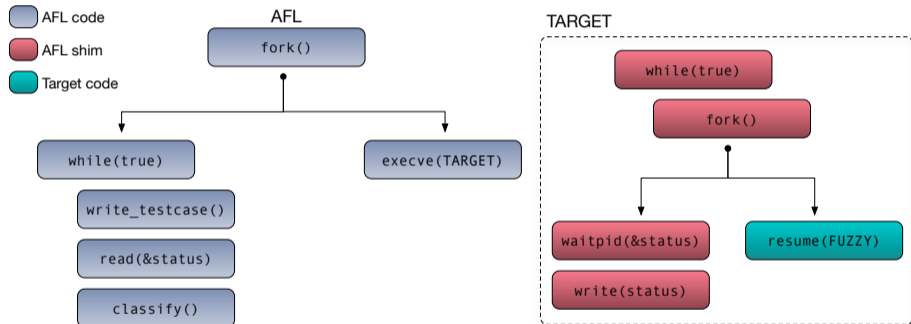 AFL code
AFL shim
Target code
AFL
fork()
while(true)
execve(TARGET)
write_testcase()
read(&status)
classify()
TARGET
while(true)
fork()
waitpid(&status)
resume(FUZZY)
write(status)